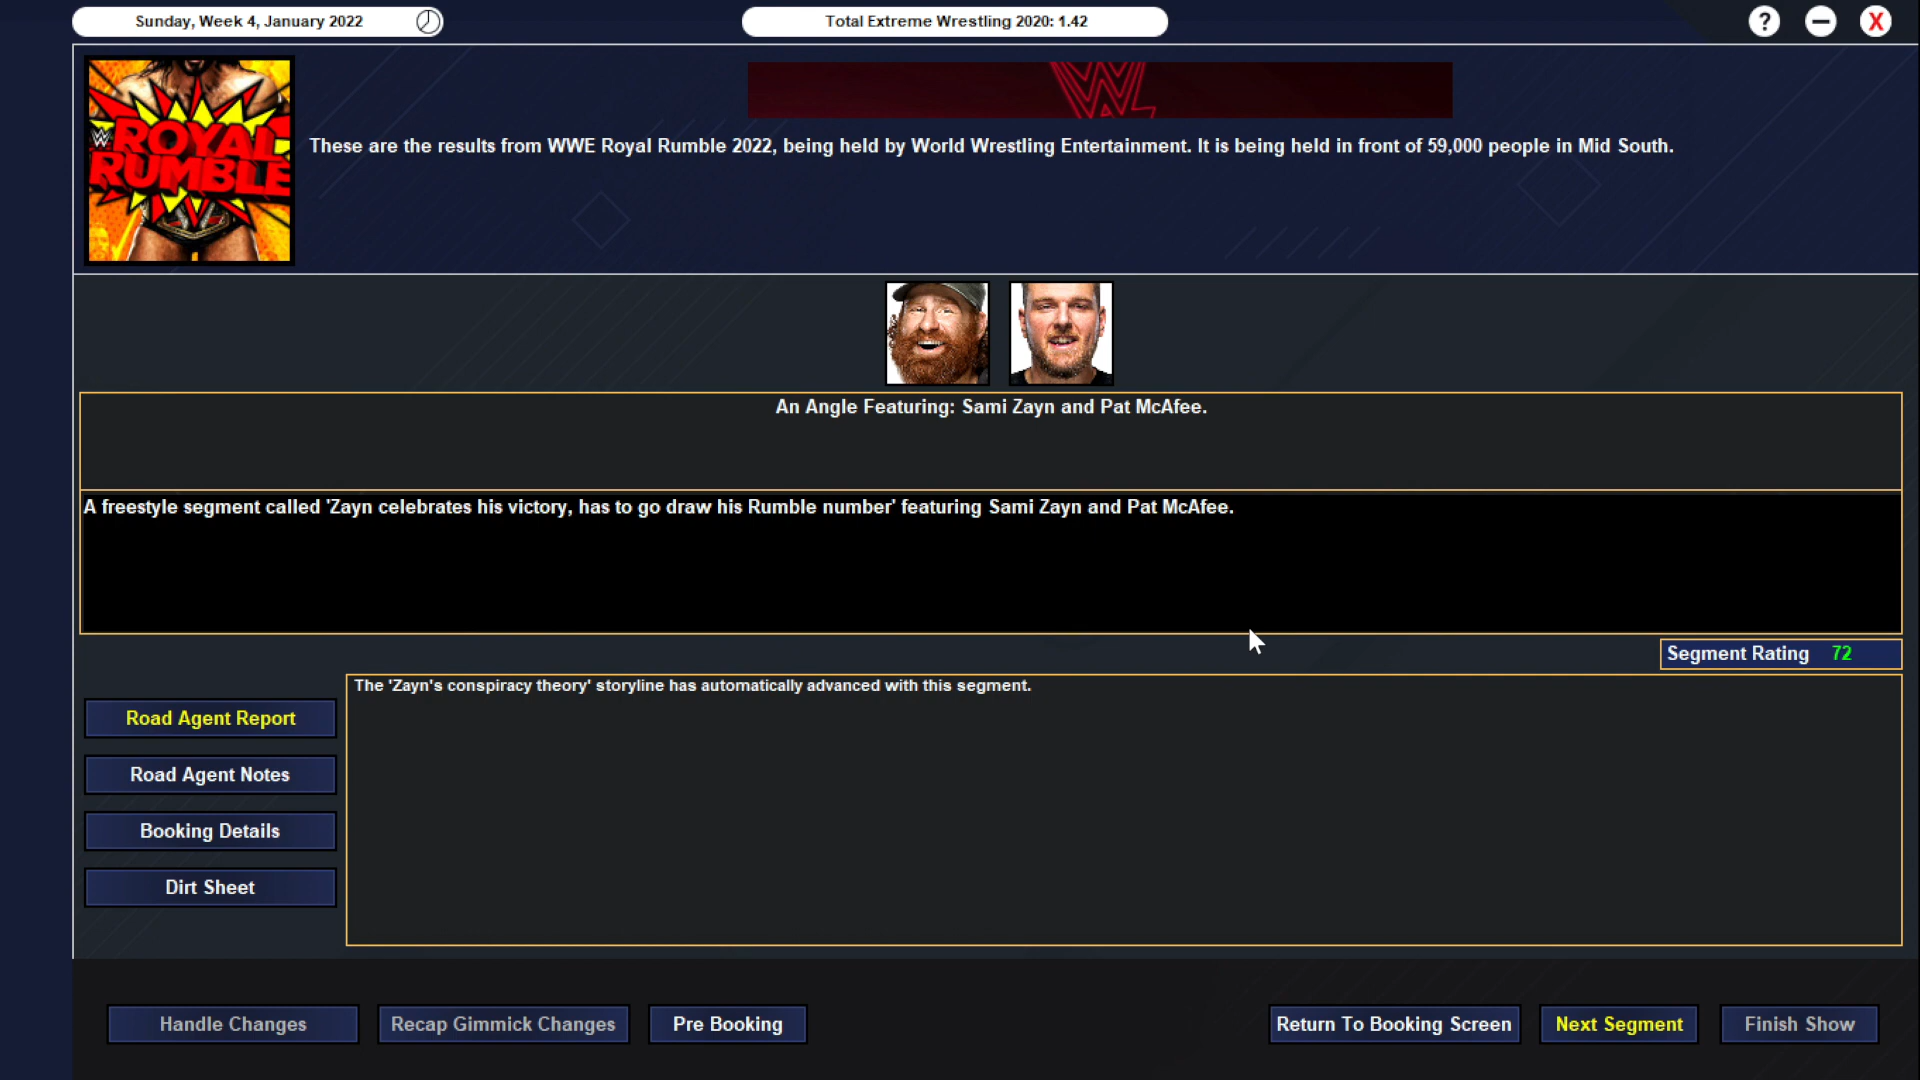 Sunday, Week 4, January 2022
Total Extreme Wrestling 2020: 1.42
?
X
W
ROYAL
RUMBLE
These are the results from WWE Royal Rumble 2022, being held by World Wrestling Entertainment. It is being held in front of 59,000 people in Mid South.
An Angle Featuring: Sami Zayn and Pat McAfee.
A freestyle segment called 'Zayn celebrates his victory, has to go draw his Rumble number' featuring Sami Zayn and Pat McAfee.
Segment Rating 72
The 'Zayn's conspiracy theory' storyline has automatically advanced with this segment.
Road Agent Report
Road Agent Notes
Booking Details
Dirt Sheet
Handle Changes
Recap Gimmick Changes
Pre Booking
Return To Booking Screen
Next Segment
Finish Show